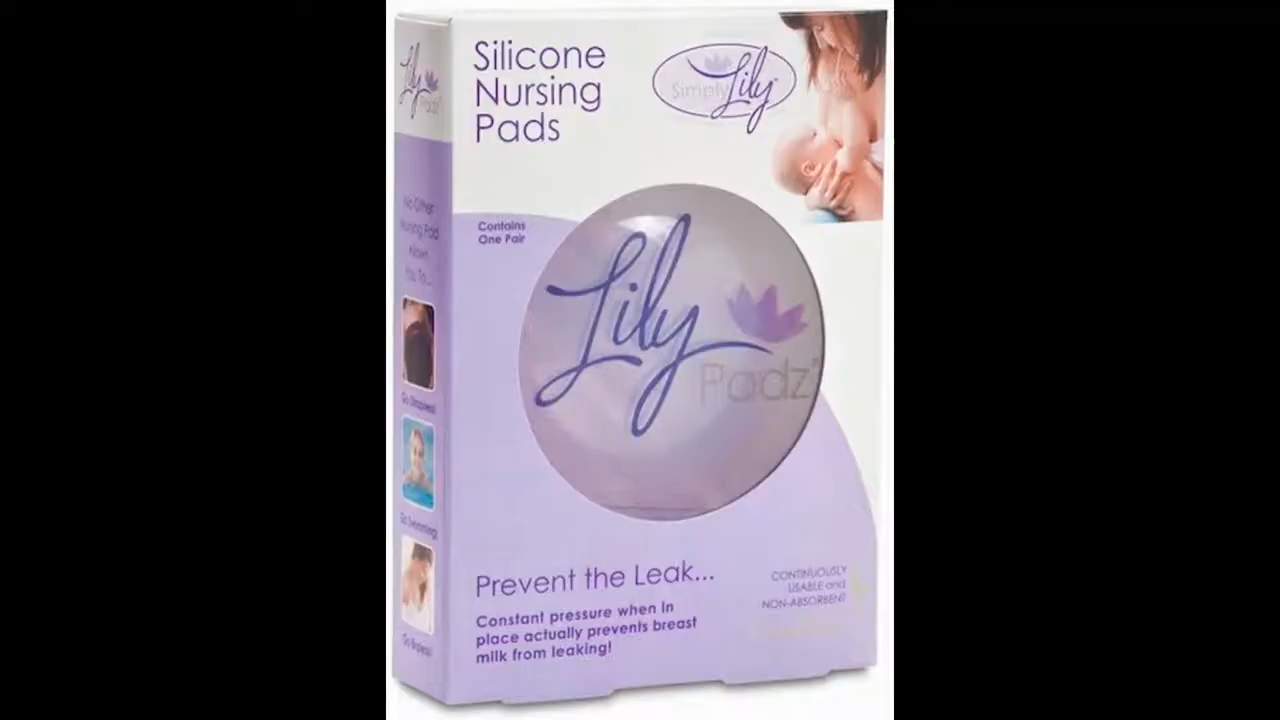 Silicone
Nursing
Pads
Simply Lily
Contains
One Pair
Lily
Padz
Prevent the Leak...
Constant pressure when in
place actually prevents breast
milk from leaking!
CONTINUOUSLY
USABLE and
NON-ABSORBENT
Lily
Padz
No Other
Nursing Pad
Allows
You To...
Go Strapless!
Go Swimming!
Go Braless!